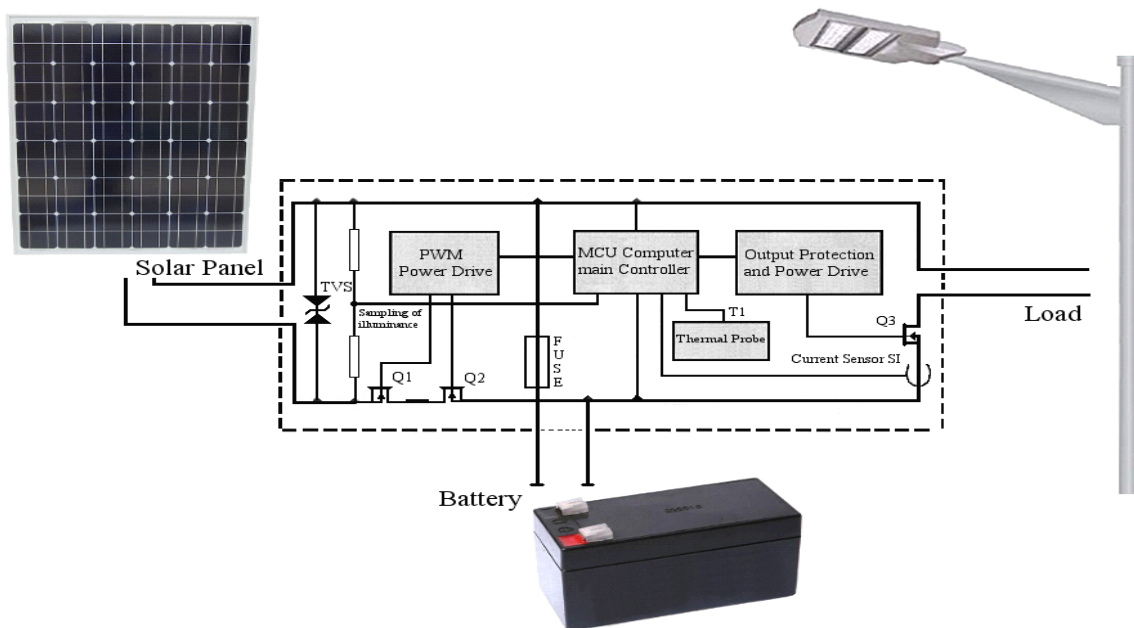 Solar Panel
TVS
Sampling of
illuminance
PWM
Power Drive
MCU Computer
main Controller
Output Protection
and Power Drive
T1
Thermal Probe
Q3
Load
Current Sensor SI
Q1
Q2
F
U
S
E
Battery